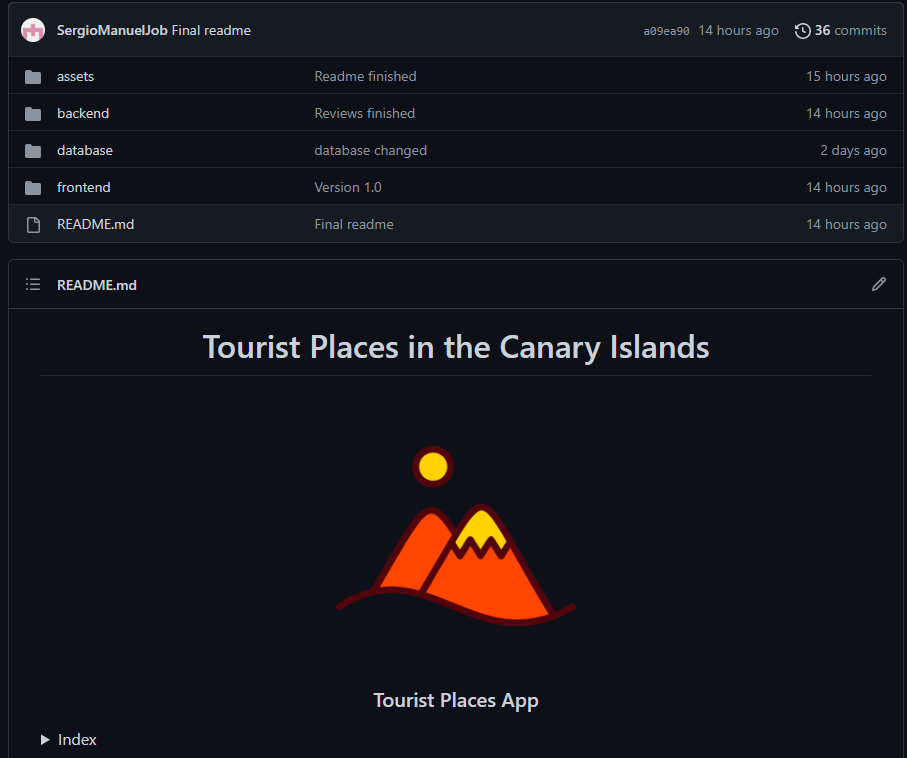 SergioManuelJob Final readme a09ea90 14 hours ago 36 commits
assets Readme finished 15 hours ago
backend Reviews finished 14 hours ago
database database changed 2 days ago
frontend Version 1.0 14 hours ago
README.md Final readme 14 hours ago
README.md
Tourist Places in the Canary Islands
Tourist Places App
Index